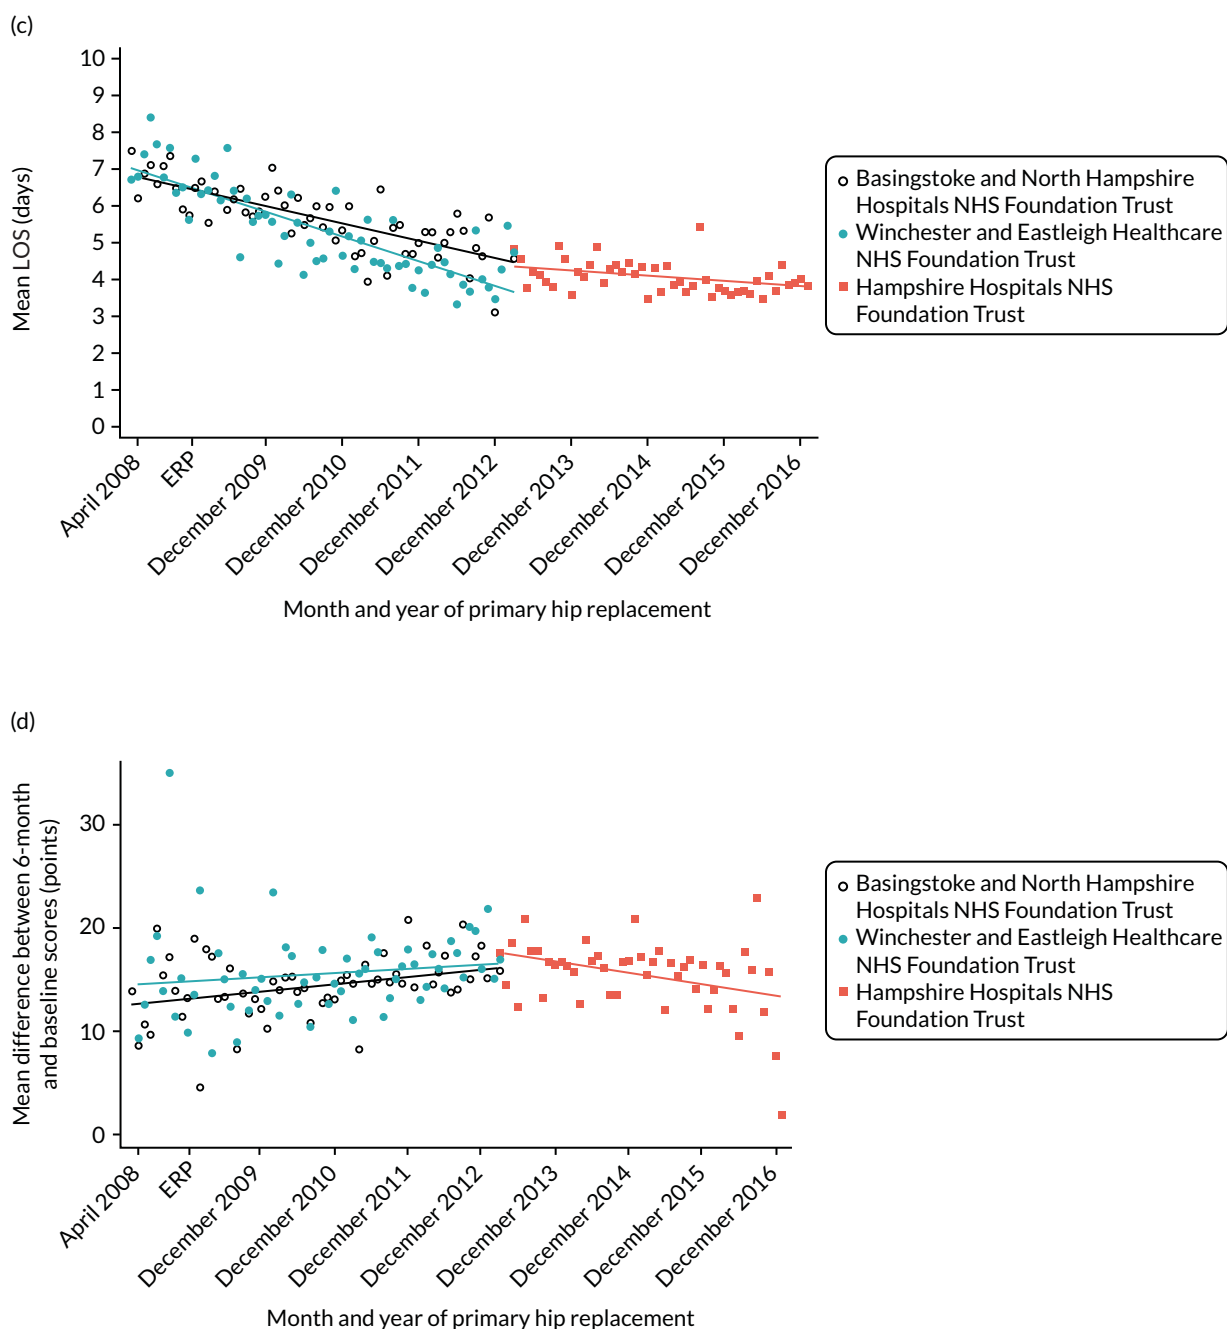 (c)
10
9
8
7
6
5
4
3
2
1
0
Mean LOS (days)
April 2008
ERP
December 2009
December 2010
December 2011
December 2012
December 2013
December 2014
December 2015
December 2016
Month and year of primary hip replacement
Basingstoke and North Hampshire
Hospitals NHS Foundation Trust
Winchester and Eastleigh Healthcare
NHS Foundation Trust
Hampshire Hospitals NHS
Foundation Trust
(d)
30
20
10
0
Mean difference between 6-month
and baseline scores (points)
April 2008
ERP
December 2009
December 2010
December 2011
December 2012
December 2013
December 2014
December 2015
December 2016
Month and year of primary hip replacement
Basingstoke and North Hampshire
Hospitals NHS Foundation Trust
Winchester and Eastleigh Healthcare
NHS Foundation Trust
Hampshire Hospitals NHS
Foundation Trust